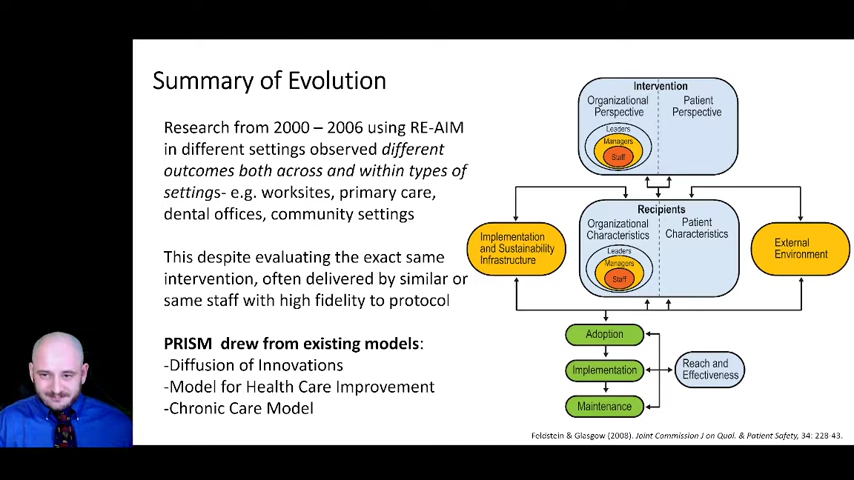 Summary of Evolution
Research from 2000 – 2006 using RE-AIM
in different settings observed different
outcomes both across and within types of
settings- e.g. worksites, primary care,
dental offices, community settings
This despite evaluating the exact same
intervention, often delivered by similar or
same staff with high fidelity to protocol
PRISM drew from existing models:
-Diffusion of Innovations
-Model for Health Care Improvement
-Chronic Care Model
Intervention
Organizational
Perspective
Patient
Perspective
Leaders
Managers
Staff
Recipients
Organizational
Characteristics
Patient
Characteristics
Leaders
Managers
Staff
Implementation
and Sustainability
Infrastructure
External
Environment
Adoption
Implementation
Maintenance
Reach and
Effectiveness
Feldstein & Glasgow (2008). Joint Commission J on Qual. & Patient Safety, 34: 228-43.